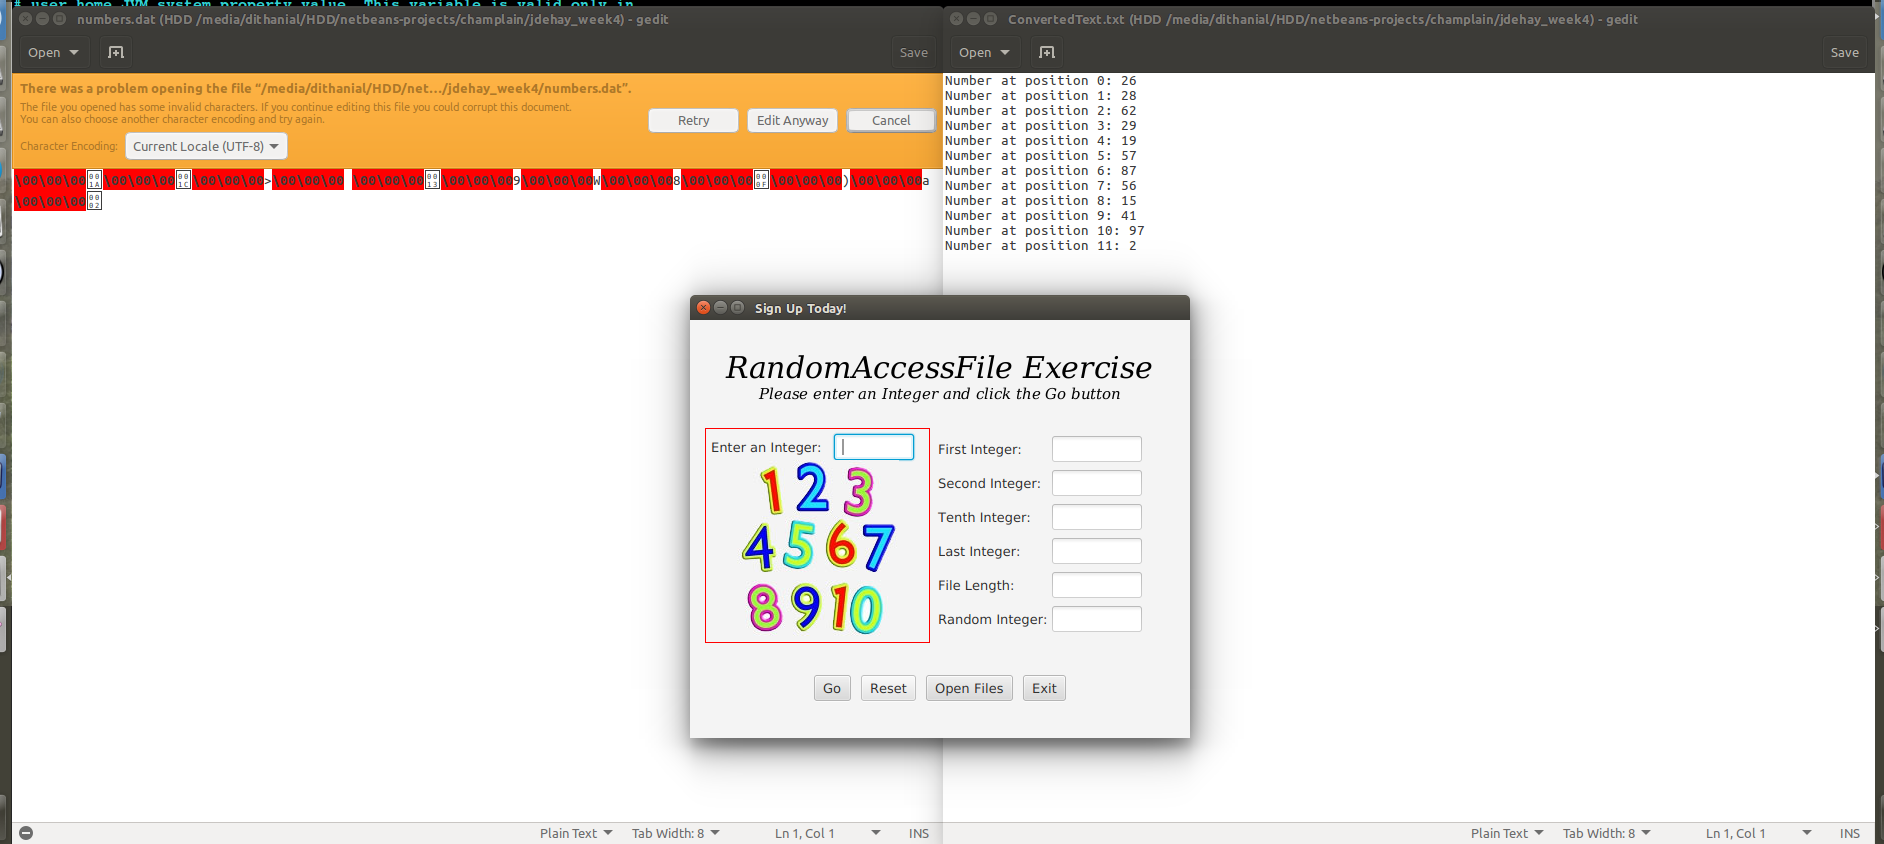 # user home JVM system property value. This variable is valid only in
numbers.dat (HDD /media/dithanial/HDD/netbeans-projects/champlain/jdehay_week4) - gedit
Open
Save
There was a problem opening the file “/media/dithanial/HDD/net…/jdehay_week4/numbers.dat”.
The file you opened has some invalid characters. If you continue editing this file you could corrupt this document.
You can also choose another character encoding and try again.
Character Encoding: Current Locale (UTF-8)
Retry Edit Anyway Cancel
\00\00\00 001A \00\00\00 001C \00\00\00>\00\00\00 \00\00\00 0013 \00\00\009\00\00\00W\00\00\008\00\00\00 000F \00\00\00)\00\00\00a
\00\00\00 0002
Plain Text Tab Width: 8 Ln 1, Col 1 INS
ConvertedText.txt (HDD /media/dithanial/HDD/netbeans-projects/champlain/jdehay_week4) - gedit
Open
Save
Number at position 0: 26
Number at position 1: 28
Number at position 2: 62
Number at position 3: 29
Number at position 4: 19
Number at position 5: 57
Number at position 6: 87
Number at position 7: 56
Number at position 8: 15
Number at position 9: 41
Number at position 10: 97
Number at position 11: 2
Plain Text Tab Width: 8 Ln 1, Col 1 INS
Sign Up Today!
RandomAccessFile Exercise
Please enter an Integer and click the Go button
Enter an Integer:
1 2 3
4 5 6 7
8 9 10
First Integer:
Second Integer:
Tenth Integer:
Last Integer:
File Length:
Random Integer:
Go Reset Open Files Exit